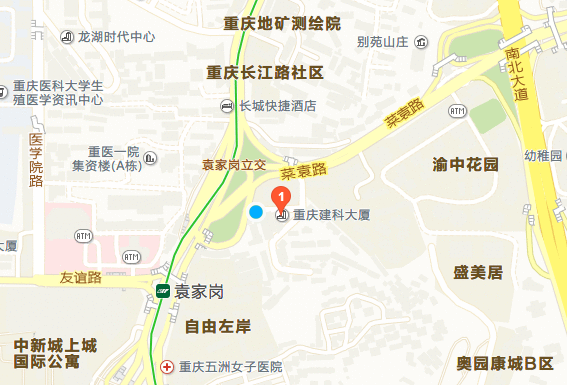 重庆地矿测绘院
龙湖时代中心
别苑山庄
南北大道
重庆长江路社区
重庆医科大学生
殖医学资讯中心
长城快捷酒店
菜袁路
ATM
医学院路
重医一院
集资楼(A栋)
袁家岗立交
菜袁路
渝中花园
幼稚园
1
重庆建科大厦
ATM
大厦
ATM
友谊路
盛美居
袁家岗
自由左岸
中新城上城
国际公寓
重庆五洲女子医院
奥园康城B区